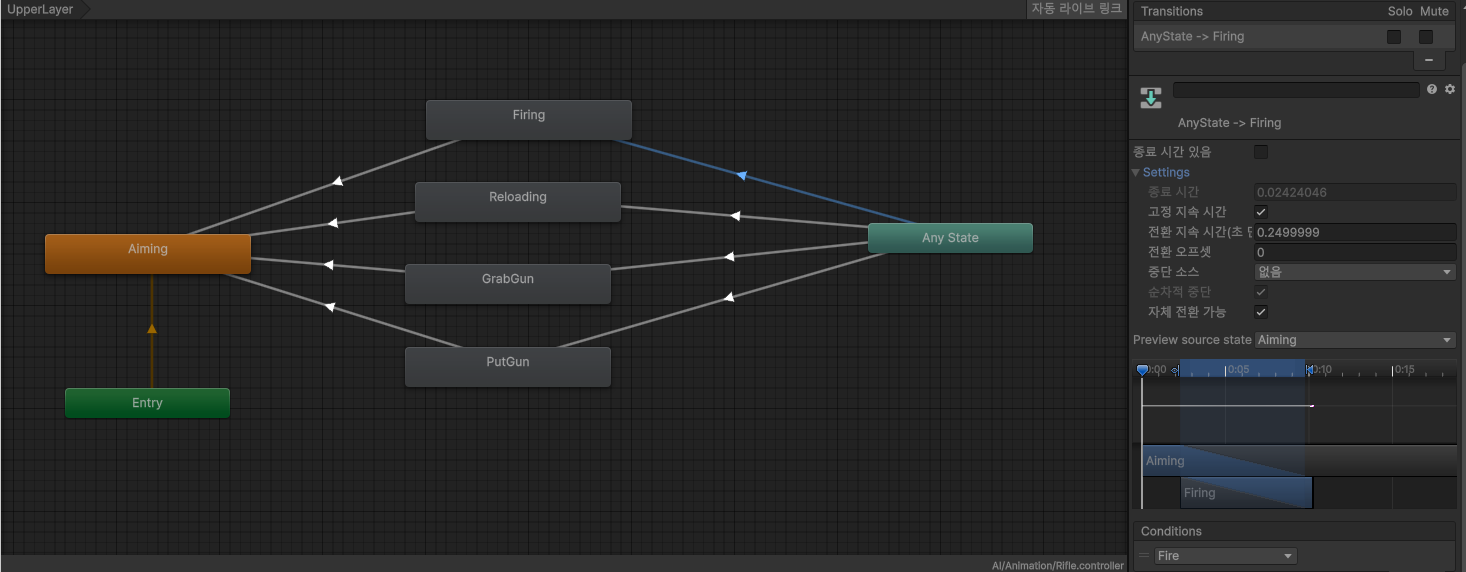 UpperLayer
자동 라이브 링크
Firing
Reloading
Aiming
Any State
GrabGun
PutGun
Entry
AI/Animation/Rifle.controller
Transitions Solo Mute
AnyState -> Firing
AnyState -> Firing
종료 시간 있음
Settings
종료 시간 0.02424046
고정 지속 시간
전환 지속 시간(초 단 0.2499999
전환 오프셋 0
중단 소스 없음
순차적 중단
자체 전환 가능
Preview source state Aiming
0:00 0:05 0:10 0:15
Aiming
Firing
Conditions
Fire